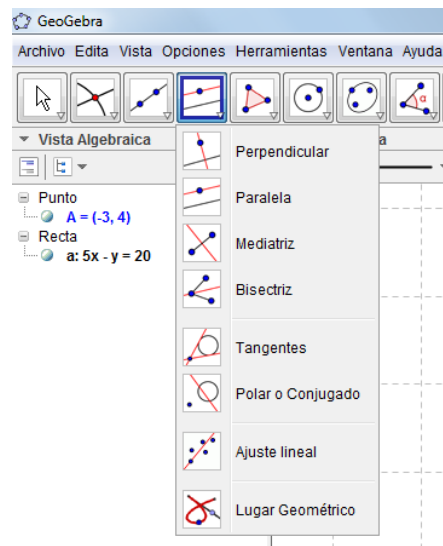 GeoGebra
Archivo Edita Vista Opciones Herramientas Ventana Ayuda
Vista Algebraica
Punto
A = (-3, 4)
Recta
a: 5x - y = 20
Perpendicular
Paralela
Mediatriz
Bisectriz
Tangentes
Polar o Conjugado
Ajuste lineal
Lugar Geométrico